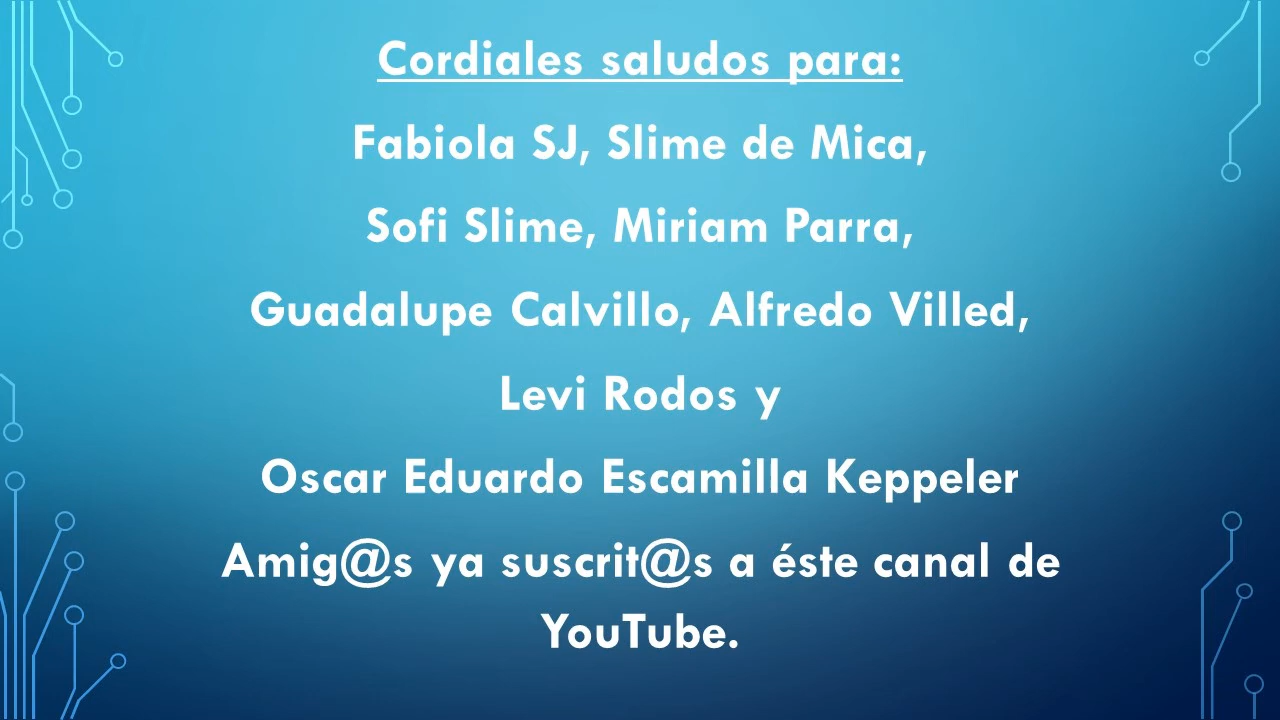 Cordiales saludos para:
Fabiola SJ, Slime de Mica,
Sofi Slime, Miriam Parra,
Guadalupe Calvillo, Alfredo Villed,
Levi Rodos y
Oscar Eduardo Escamilla Keppeler
Amig@s ya suscrit@s a éste canal de
YouTube.